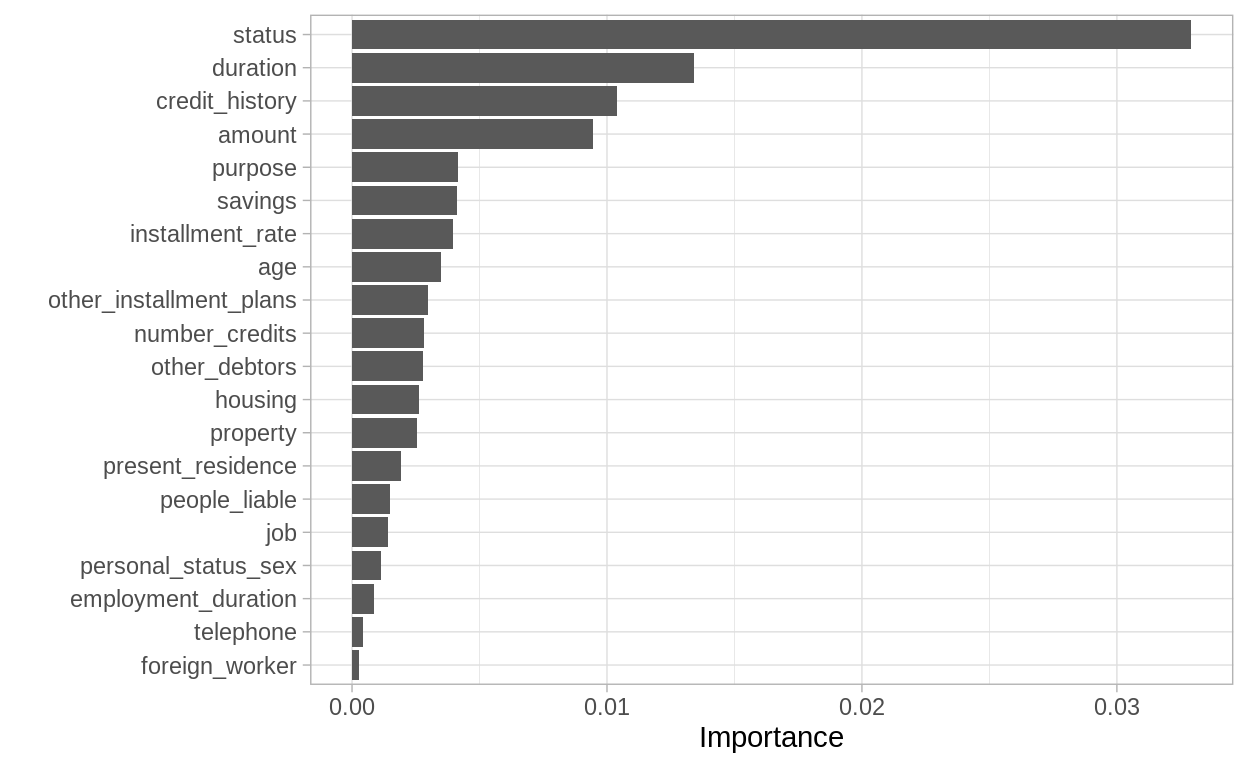 status
duration
credit_history
amount
purpose
savings
installment_rate
age
other_installment_plans
number_credits
other_debtors
housing
property
present_residence
people_liable
job
personal_status_sex
employment_duration
telephone
foreign_worker
0.00 0.01 0.02 0.03
Importance